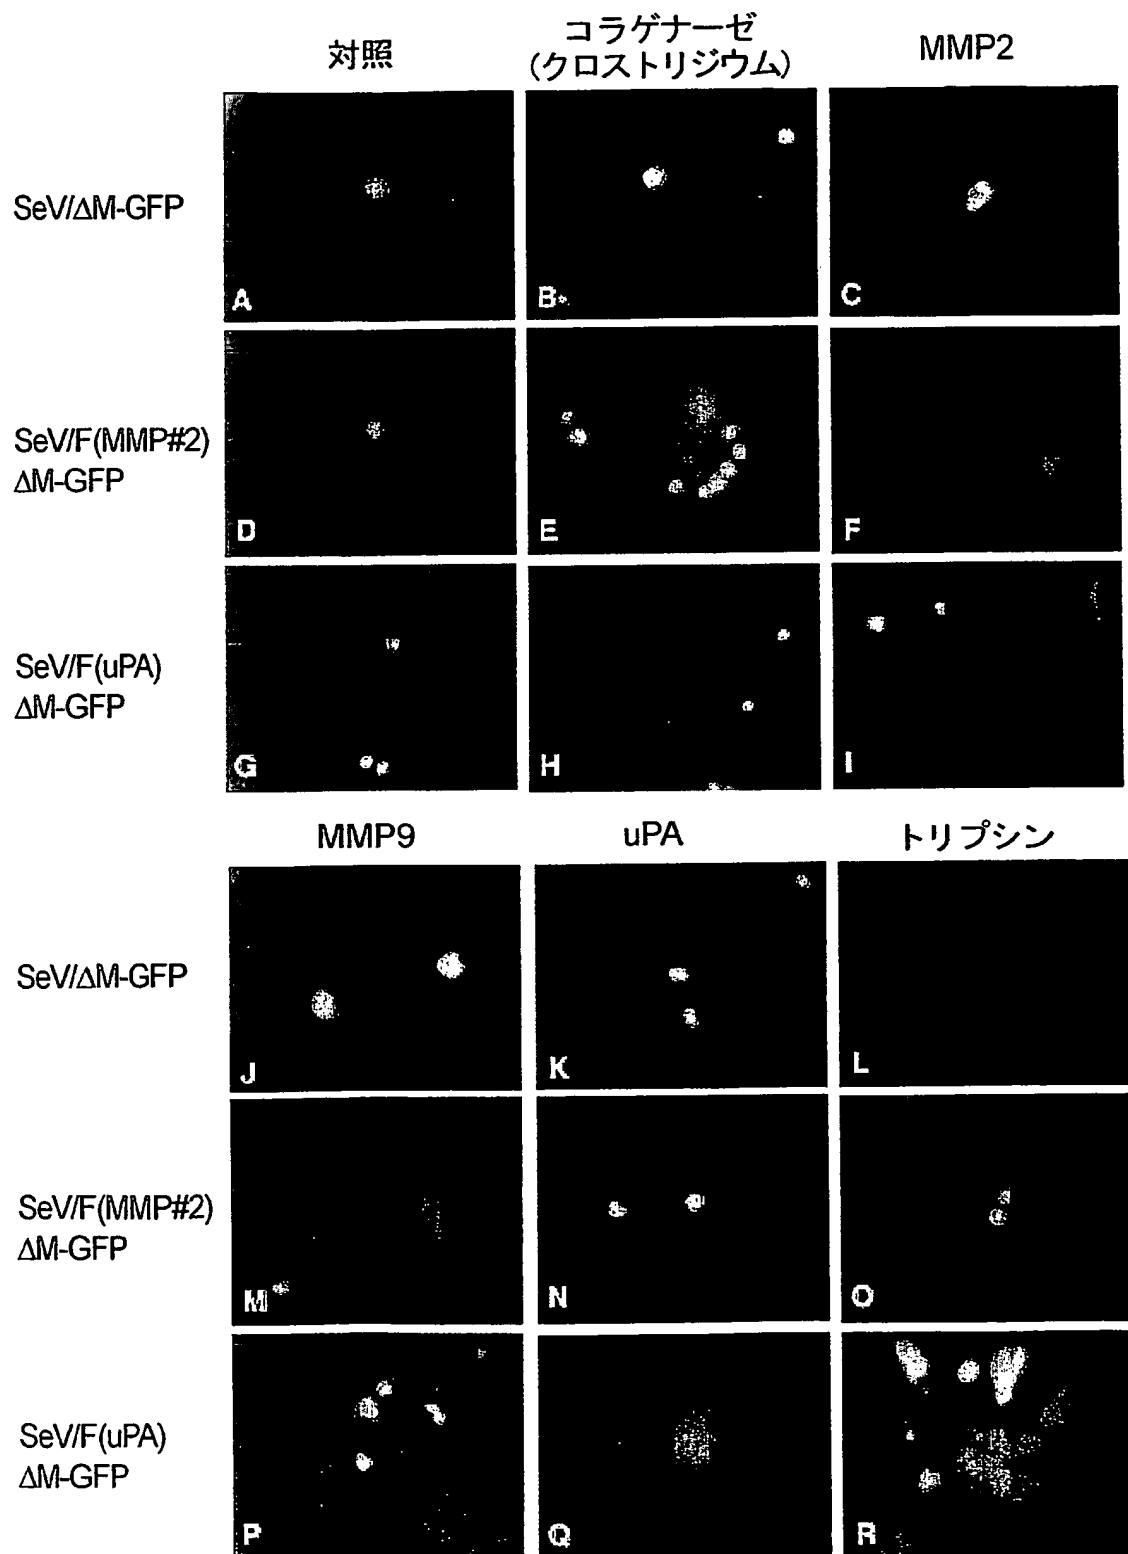 対照
コラゲナーゼ
(クロストリジウム)
MMP2
SeV/ΔM-GFP
A
B
C
SeV/F(MMP#2)
ΔM-GFP
D
E
F
SeV/F(uPA)
ΔM-GFP
G
H
I
MMP9
uPA
トリプシン
SeV/ΔM-GFP
J
K
L
SeV/F(MMP#2)
ΔM-GFP
M
N
O
SeV/F(uPA)
ΔM-GFP
P
Q
R